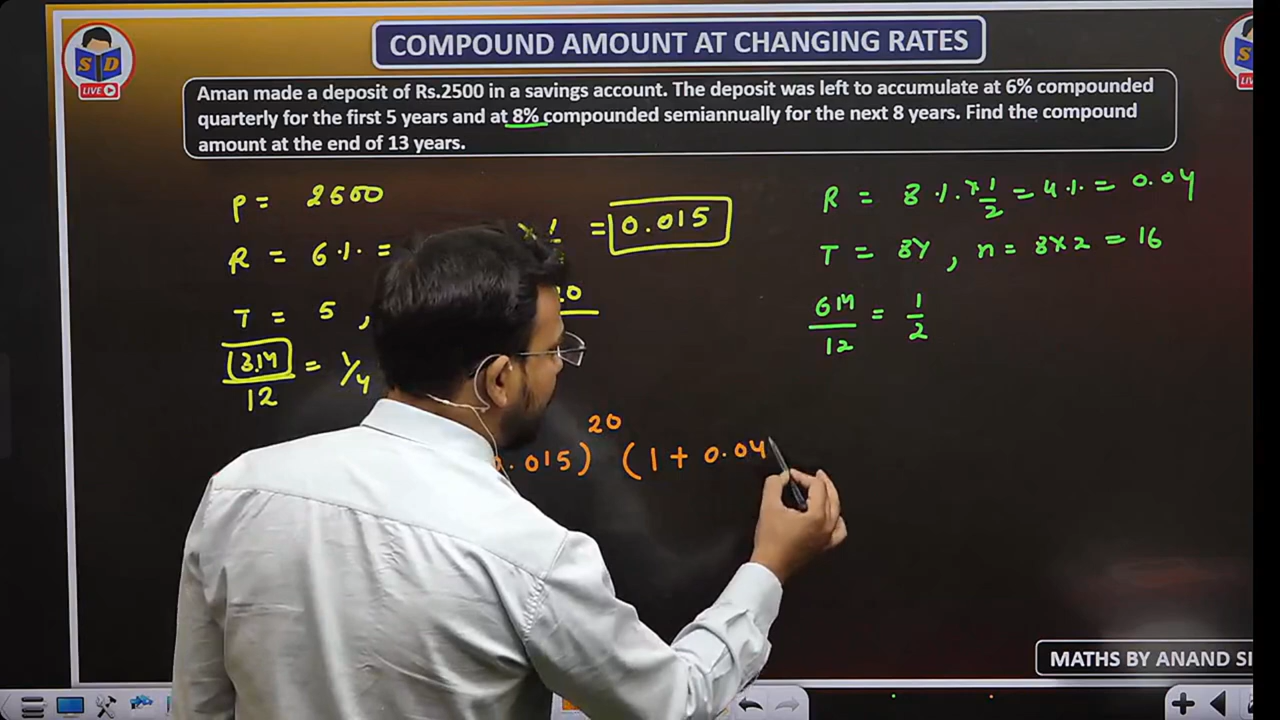 COMPOUND AMOUNT AT CHANGING RATES
SD
LIVE
Aman made a deposit of Rs.2500 in a savings account. The deposit was left to accumulate at 6% compounded
quarterly for the first 5 years and at 8% compounded semiannually for the next 8 years. Find the compound
amount at the end of 13 years.
P = 2500
R = 6% =
= 0.015
T = 5 ,
3M/12 = 1/4
R = 8% × 1/2 = 4% = 0.04
T = 8Y , n = 8×2 = 16
6M/12 = 1/2
.015)^20 (1 + 0.04
MATHS BY ANAND SI